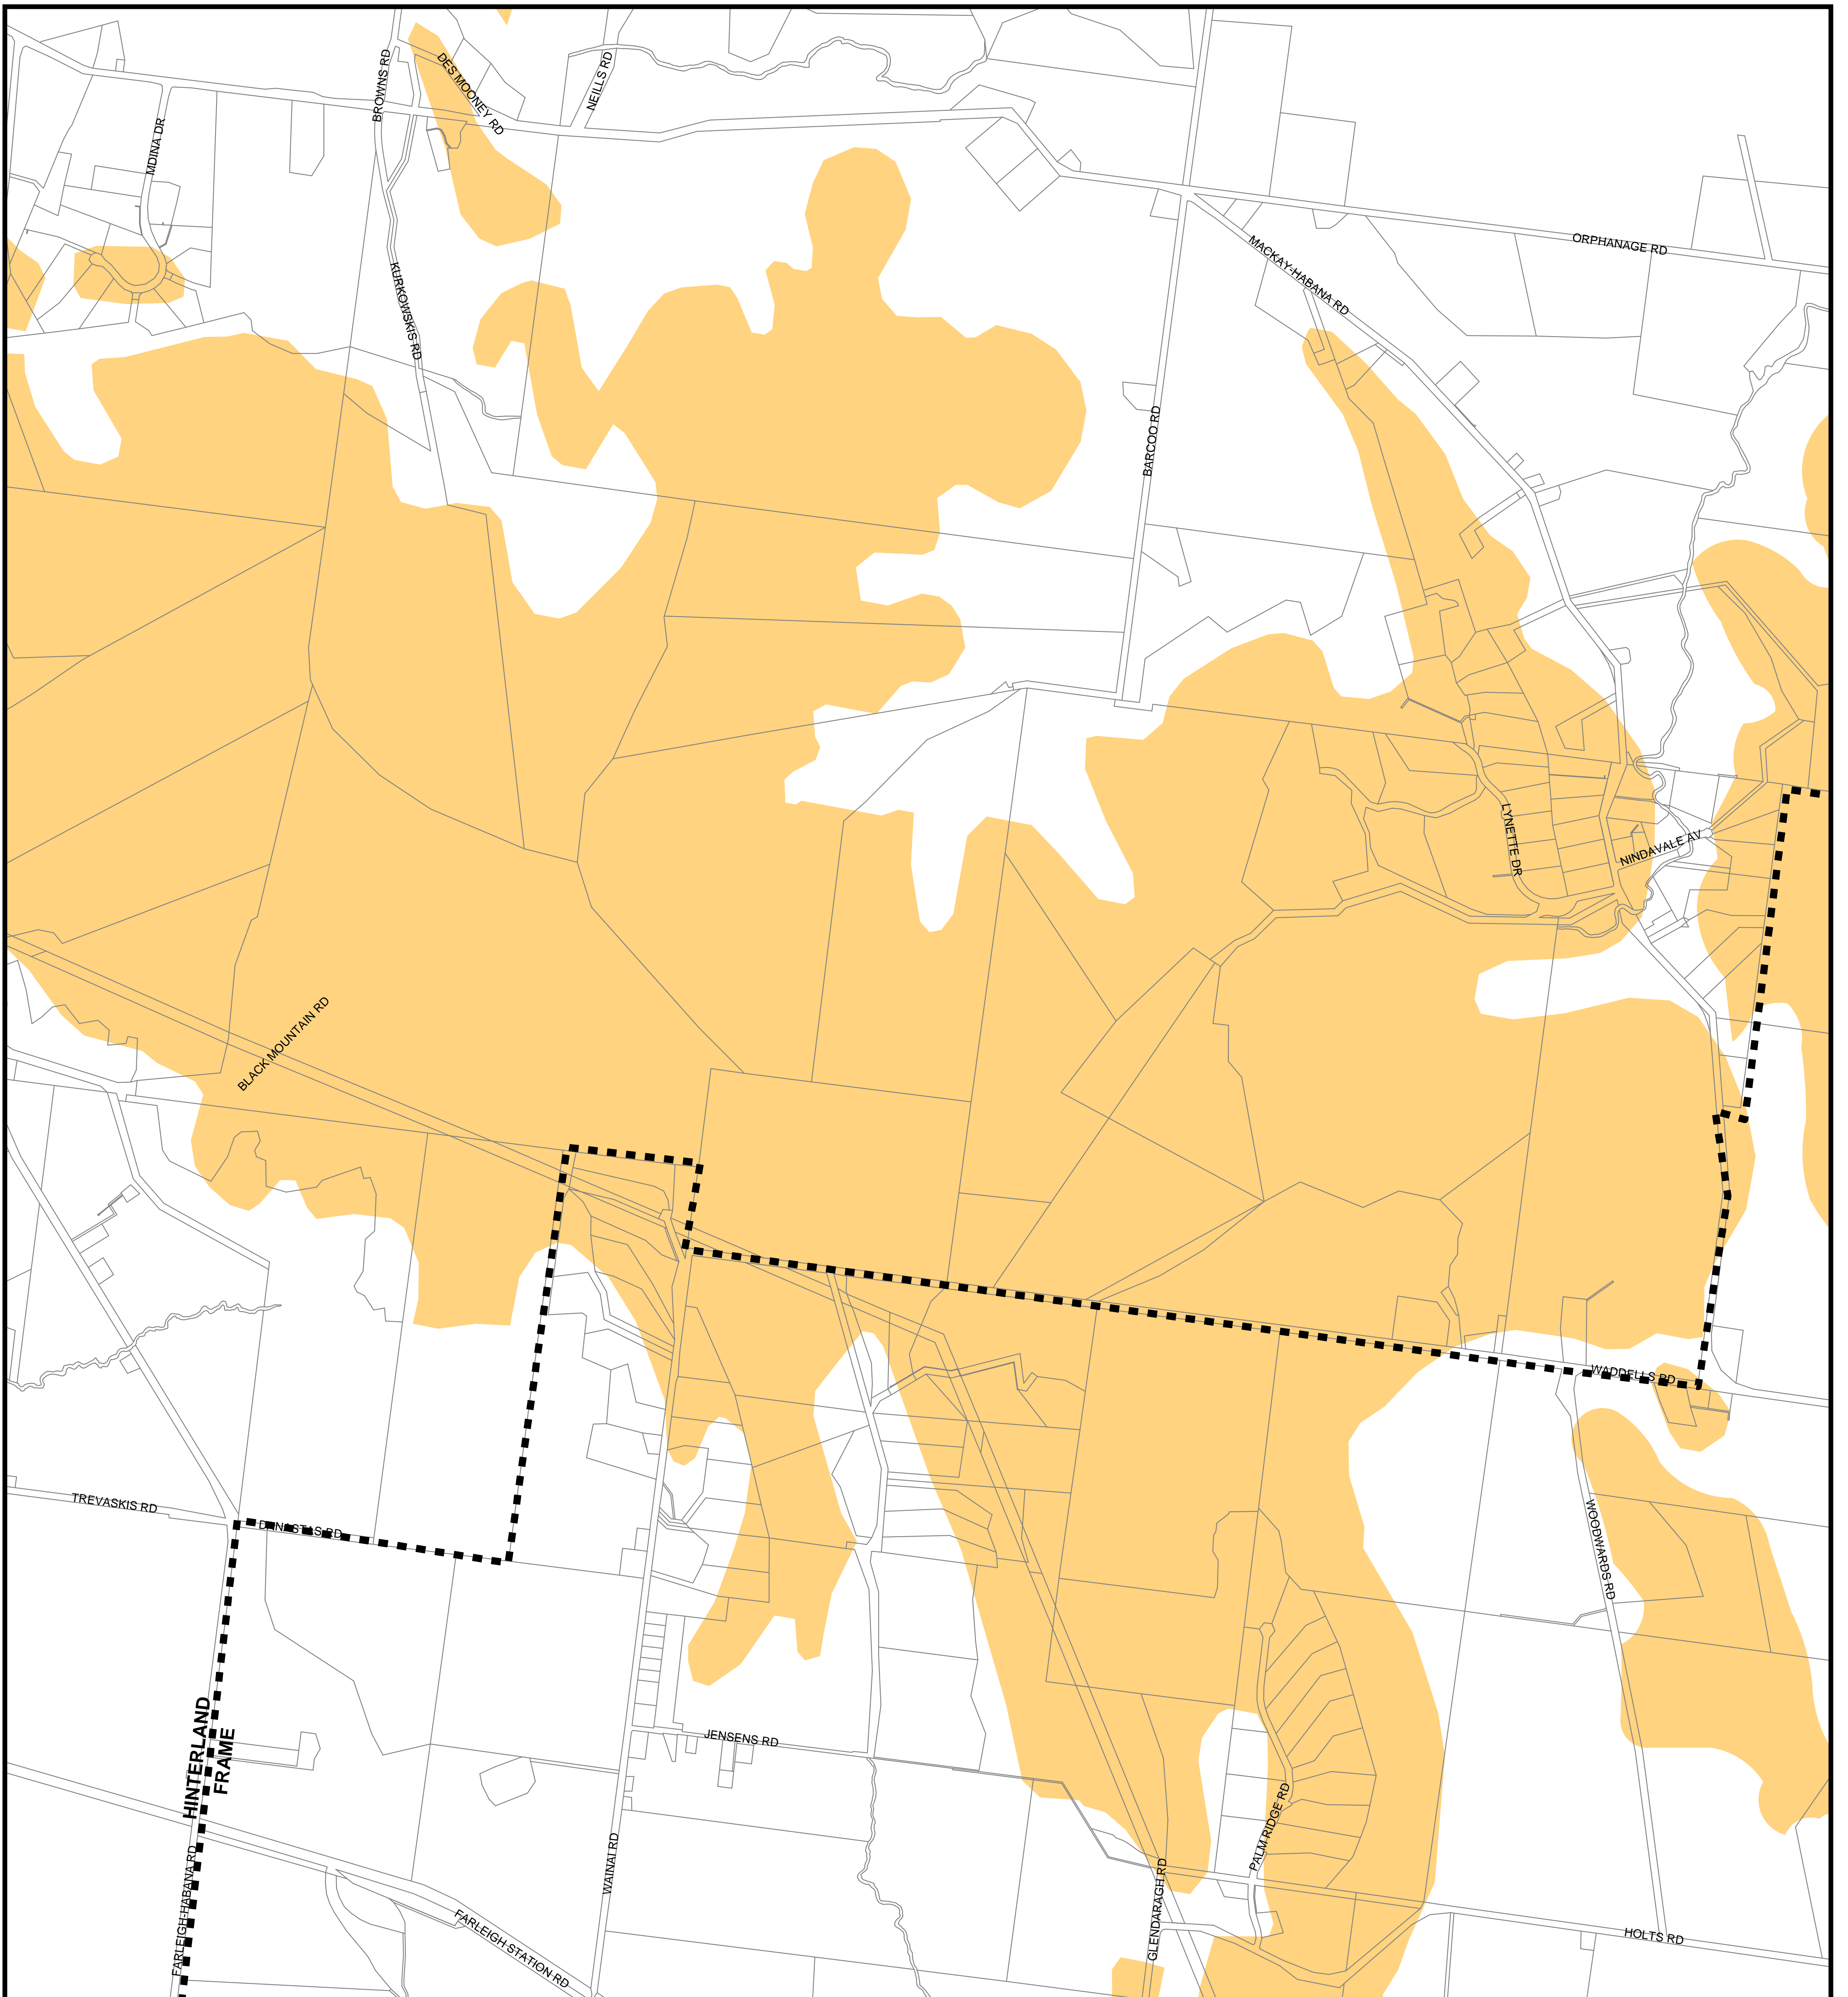 BROWNS RD
DES MOONEY RD
NEILLS RD
MDINA DR
ORPHANAGE RD
MACKAY-HABANA RD
KURKOWSKIS RD
BARCOO RD
LYNETTE DR
NINDAVALE AV
BLACK MOUNTAIN RD
WADDELLS RD
TREVASKIS RD
WOODWARDS RD
HINTERLAND
FRAME
JENSENS RD
PALM RIDGE RD
WAINAI RD
GLENDARAGH RD
FARLEIGH-HABANA RD
FARLEIGH STATION RD
HOLTS RD